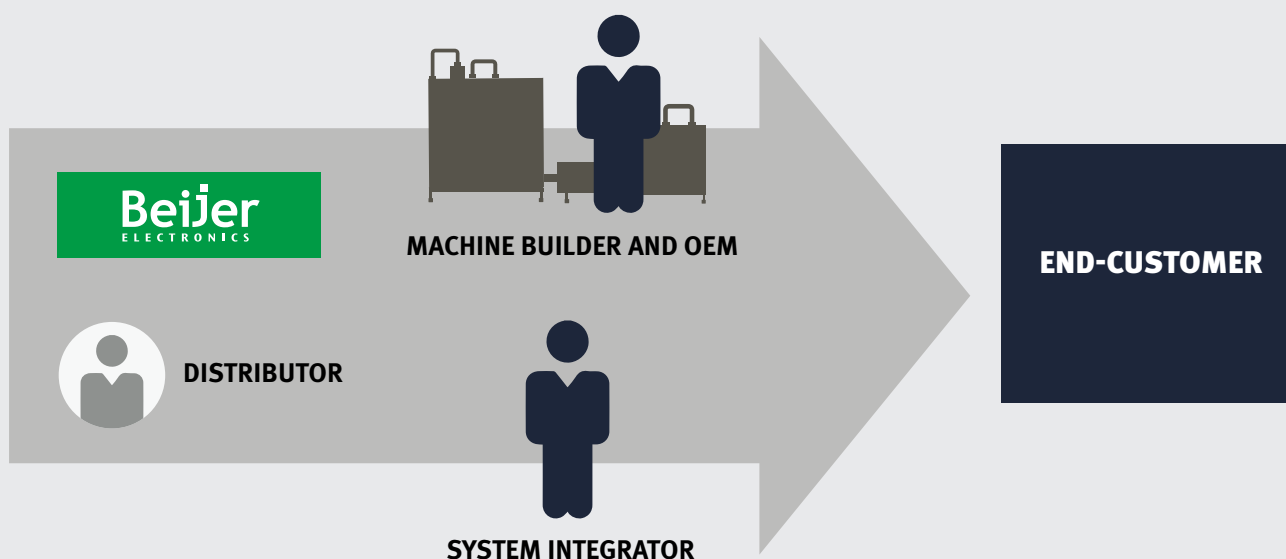 Beijer
ELECTRONICS
MACHINE BUILDER AND OEM
END-CUSTOMER
DISTRIBUTOR
SYSTEM INTEGRATOR